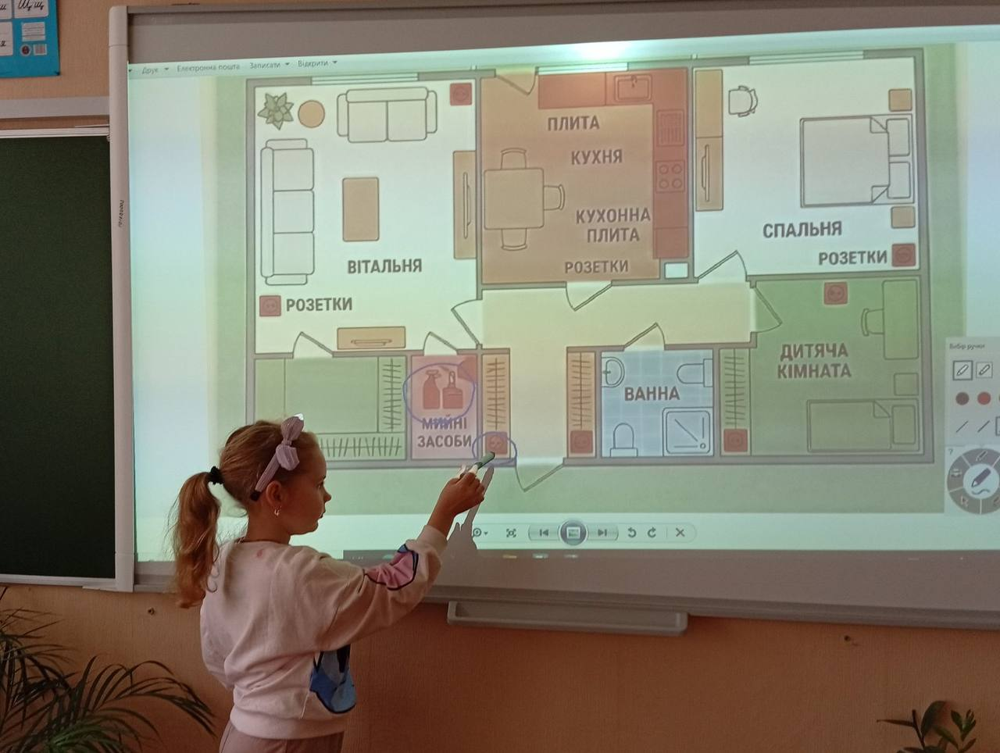 Щ щ
Друк
Електронна пошта
Записати
Відкрити
ПЛИТА
КУХНЯ
КУХОННА
ПЛИТА
РОЗЕТКИ
СПАЛЬНЯ
РОЗЕТКИ
ВІТАЛЬНЯ
РОЗЕТКИ
ДИТЯЧА
КІМНАТА
ВАННА
МИЙНІ
ЗАСОБИ
Вибір ручки
?